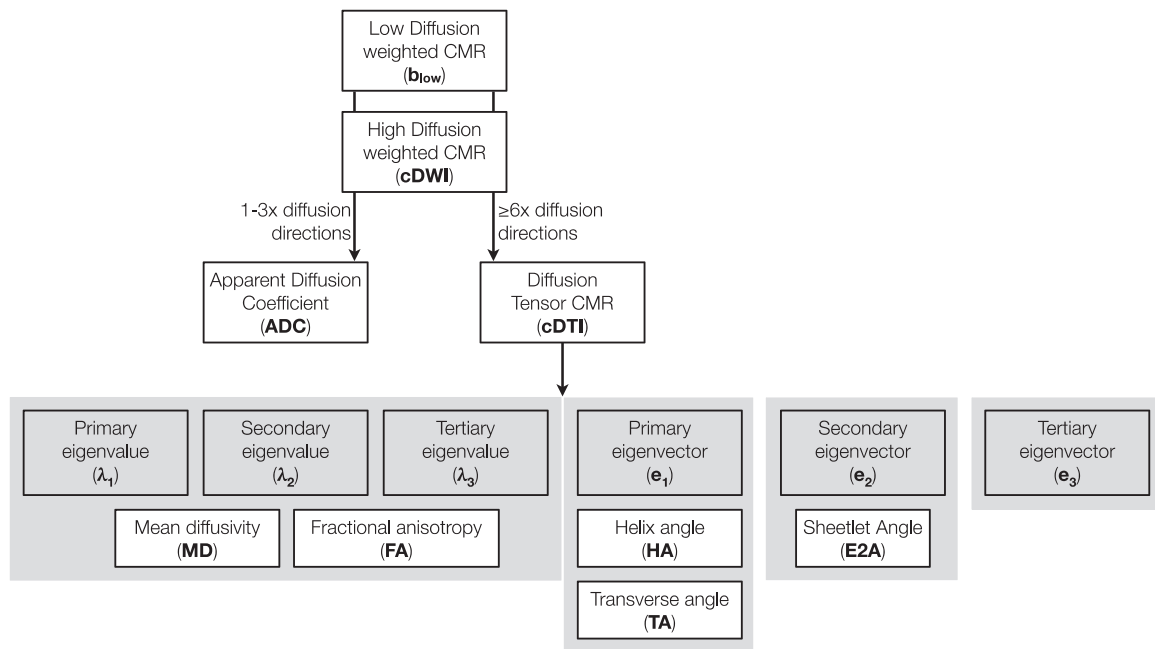 Low Diffusion
weighted CMR
(b_low)
High Diffusion
weighted CMR
(cDWI)
1-3x diffusion
directions
≥6x diffusion
directions
Apparent Diffusion
Coefficient
(ADC)
Diffusion
Tensor CMR
(cDTI)
Primary
eigenvalue
(λ₁)
Secondary
eigenvalue
(λ₂)
Tertiary
eigenvalue
(λ₃)
Mean diffusivity
(MD)
Fractional anisotropy
(FA)
Primary
eigenvector
(e₁)
Helix angle
(HA)
Transverse angle
(TA)
Secondary
eigenvector
(e₂)
Sheetlet Angle
(E2A)
Tertiary
eigenvector
(e₃)